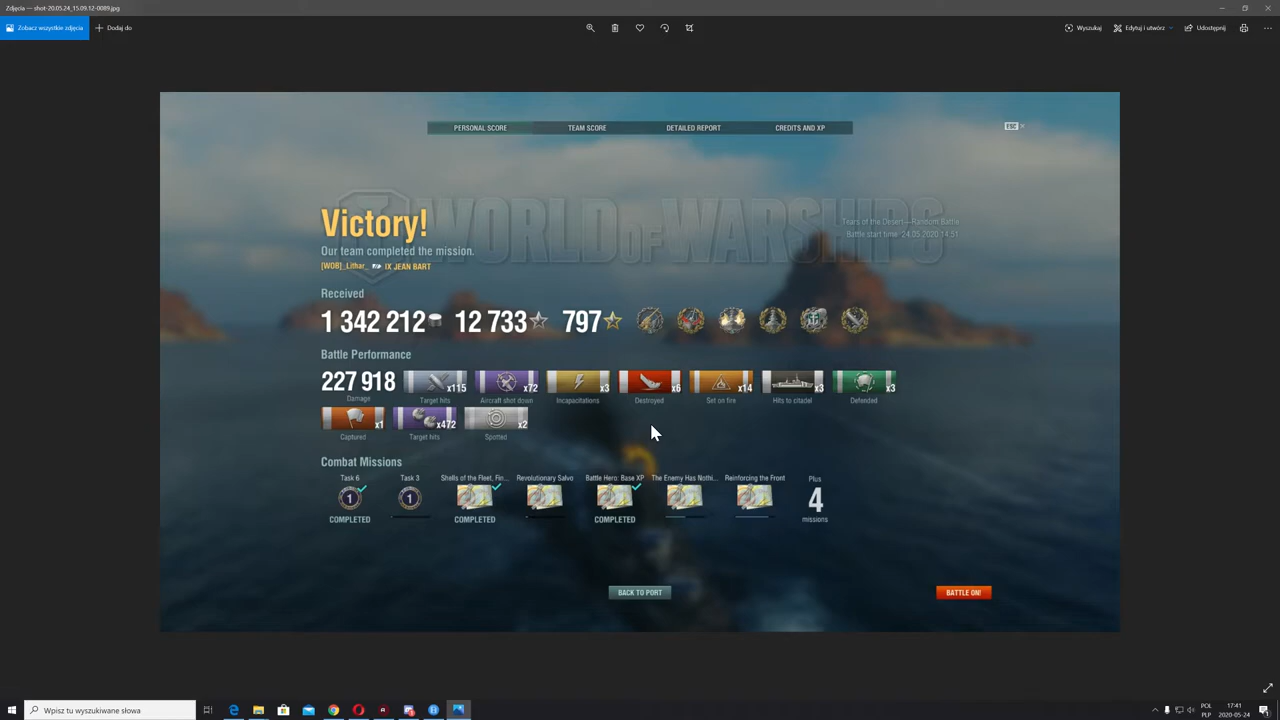 Zdjęcia — shot-20.05.24_15.09.12-0089.jpg
Zobacz wszystkie zdjęcia
Dodaj do
Wyszukaj
Edytuj i utwórz
Udostępnij
PERSONAL SCORE
TEAM SCORE
DETAILED REPORT
CREDITS AND XP
ESC
WORLD OF WARSHIPS
Victory!
Our team completed the mission.
[WOB]_Lithar_ IX JEAN BART
Tears of the Desert—Random Battle
Battle start time: 24.05.2020 14:51
Received
1 342 212 12 733 797
Battle Performance
227 918 x115 x72 x3 x6 x14 x3 x3
Damage Target hits Aircraft shot down Incapacitations Destroyed Set on fire Hits to citadel Defended
x1 x472 x2
Captured Target hits Spotted
Combat Missions
Task 6 Task 3 Shells of the Fleet, Fin... Revolutionary Salvo Battle Hero: Base XP The Enemy Has Nothi... Reinforcing the Front Plus
1 1 4
COMPLETED COMPLETED COMPLETED missions
BACK TO PORT
BATTLE ON!
Wpisz tu wyszukiwane słowa
POL
PLP
17:41
2020-05-24